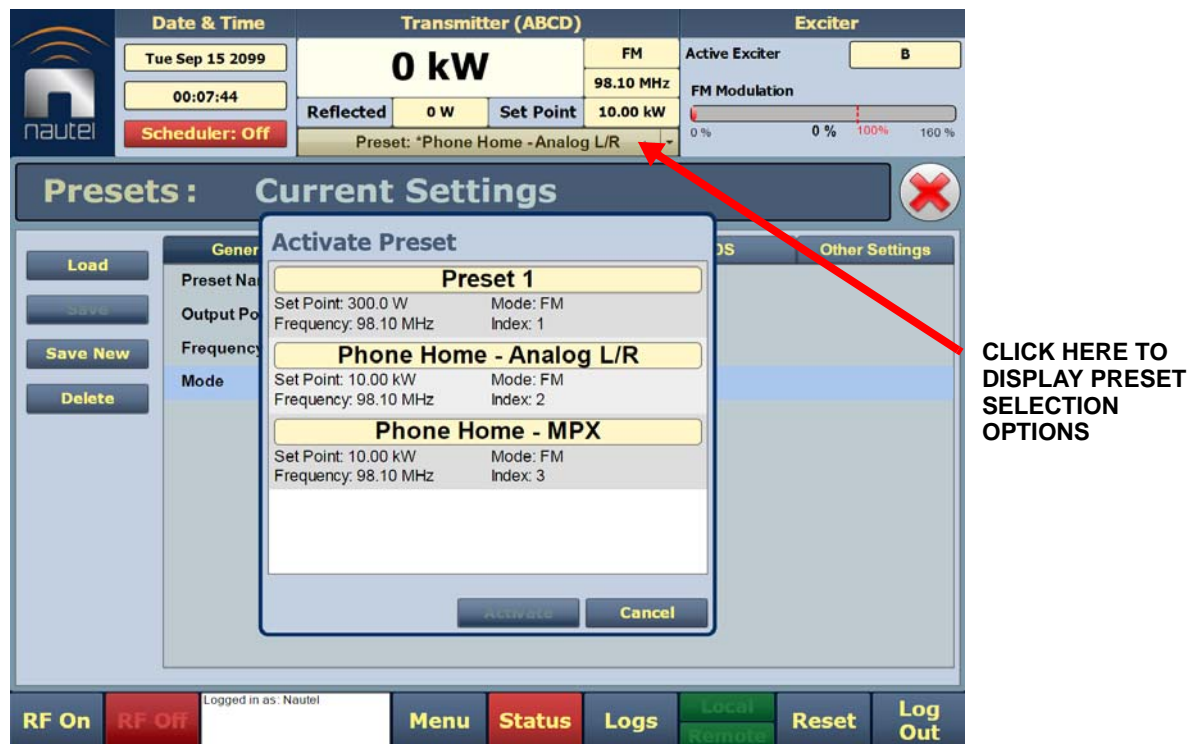 Date & Time
Transmitter (ABCD)
Exciter
Tue Sep 15 2099
00:07:44
Scheduler: Off
nautel
0 kW
FM
98.10 MHz
Reflected 0 W Set Point 10.00 kW
Preset: *Phone Home - Analog L/R
Active Exciter B
FM Modulation
0 % 0 % 100% 160 %
Presets: Current Settings
Load
Save
Save New
Delete
Gener
DS
Other Settings
Preset Na
Output Po
Frequency
Mode
Activate Preset
Preset 1
Set Point: 300.0 W Mode: FM
Frequency: 98.10 MHz Index: 1
Phone Home - Analog L/R
Set Point: 10.00 kW Mode: FM
Frequency: 98.10 MHz Index: 2
Phone Home - MPX
Set Point: 10.00 kW Mode: FM
Frequency: 98.10 MHz Index: 3
Activate
Cancel
CLICK HERE TO
DISPLAY PRESET
SELECTION
OPTIONS
RF On
RF Off
Logged in as: Nautel
Menu
Status
Logs
Local
Remote
Reset
Log
Out